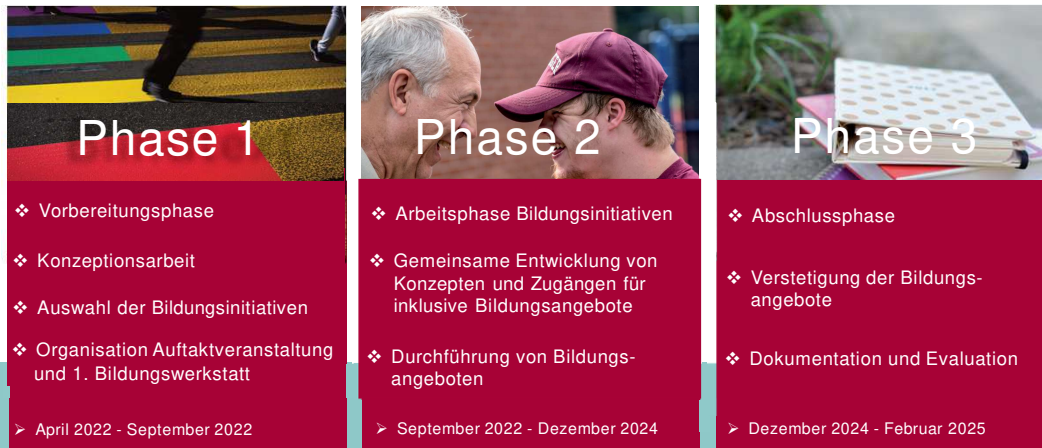 Phase 1
❖ Vorbereitungsphase
❖ Konzeptionsarbeit
❖ Auswahl der Bildungsinitiativen
❖ Organisation Auftaktveranstaltung
und 1. Bildungswerkstatt
➢ April 2022 - September 2022
Phase 2
❖ Arbeitsphase Bildungsinitiativen
❖ Gemeinsame Entwicklung von
Konzepten und Zugängen für
inklusive Bildungsangebote
❖ Durchführung von Bildungs-
angeboten
➢ September 2022 - Dezember 2024
Phase 3
❖ Abschlussphase
❖ Verstetigung der Bildungs-
angebote
❖ Dokumentation und Evaluation
➢ Dezember 2024 - Februar 2025